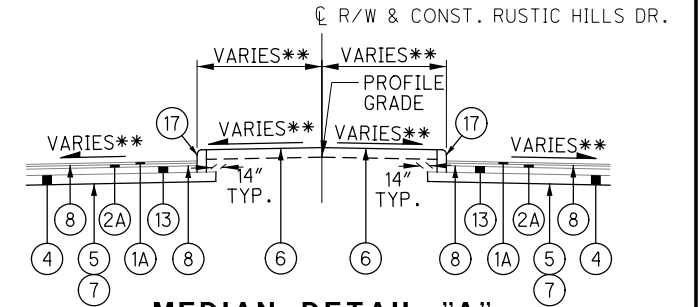 ℄ R/W & CONST. RUSTIC HILLS DR.
VARIES** VARIES**
PROFILE
GRADE
17 17
VARIES** VARIES** VARIES** VARIES**
14" 14"
TYP. TYP.
8 2A 13 13 2A 8
4 5 1A 8 6 6 8 1A 5 4
7 7
MEDIAN DETAIL "A"